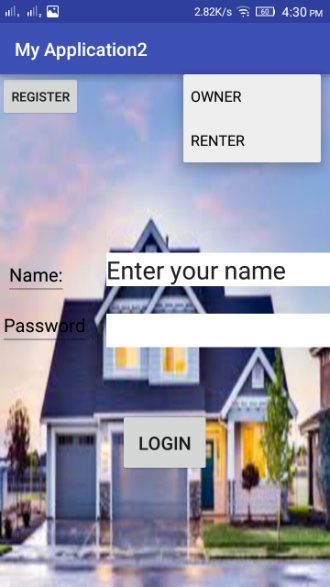 2.82K/s 60 4:30 PM
My Application2
REGISTER
OWNER
RENTER
Name:
Enter your name
Password
LOGIN